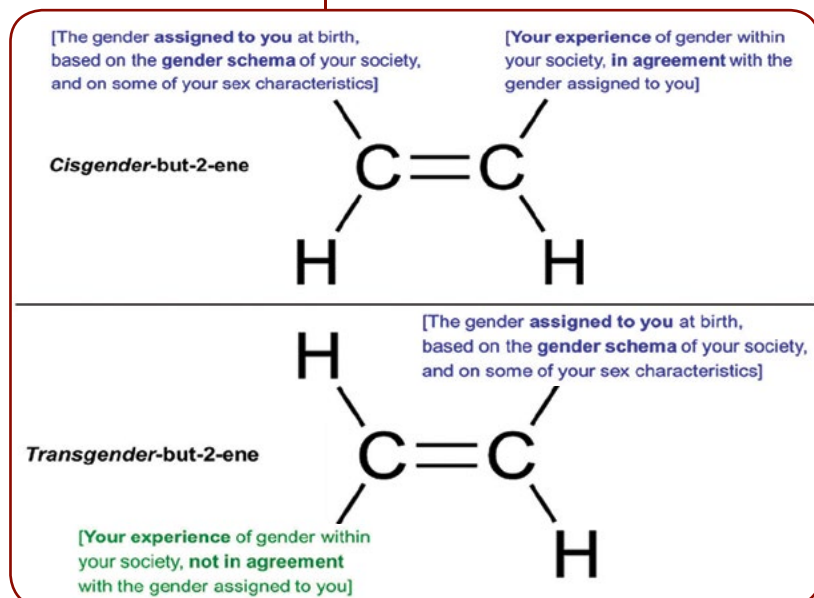 [The gender assigned to you at birth,
based on the gender schema of your society,
and on some of your sex characteristics]
[Your experience of gender within
your society, in agreement with the
gender assigned to you]
Cisgender-but-2-ene
C C
H H
[The gender assigned to you at birth,
based on the gender schema of your society,
and on some of your sex characteristics]
H
Transgender-but-2-ene
C C
H
[Your experience of gender within
your society, not in agreement
with the gender assigned to you]